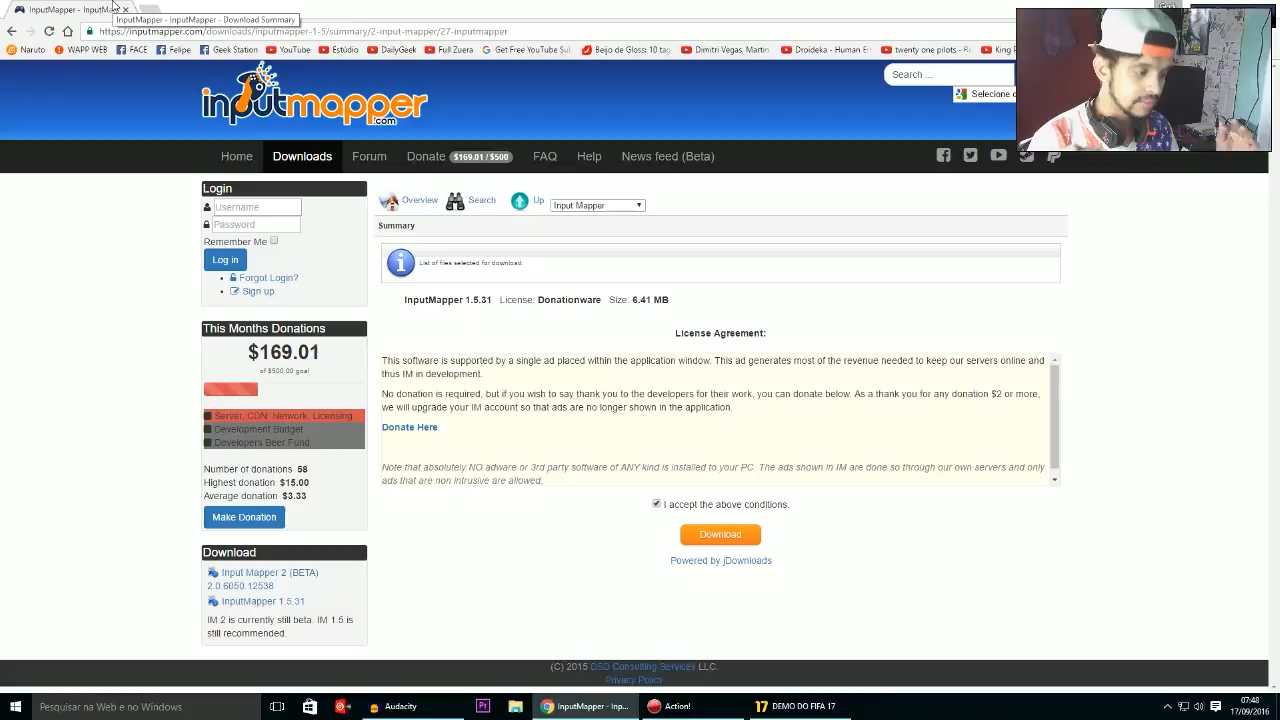 InputMapper - InputMa
InputMapper - InputMapper - Download Summary
https://inputmapper.com/downloads/inputmapper-1-5/summary/2-input-mapper/27-inputmapper
Naruto WAPP WEB FACE Felipe Geek Station YouTube Estúdio DailyGeek Full Zuera Get Free YouTube Sul Beijo de Gloss 10 tag Dimitri Vegas, Martin Droidekka - Human E twenty one pilots - Ri King
inputmapper
.com
Search ...
Selecione o
Home Downloads Forum Donate $169.01 / $500 FAQ Help News feed (Beta)
Login
Username
Password
Remember Me
Log in
Forgot Login?
Sign up
Overview Search Up Input Mapper
Summary
List of files selected for download.
InputMapper 1.5.31 License: Donationware Size: 6.41 MB
License Agreement:
This software is supported by a single ad placed within the application window. This ad generates most of the revenue needed to keep our servers online and
thus IM in development.
No donation is required, but if you wish to say thank you to the developers for their work, you can donate below. As a thank you for any donation $2 or more,
we will upgrade your IM account so that ads are no longer shown in the application.
Donate Here
Note that absolutely NO adware or 3rd party software of ANY kind is installed to your PC. The ads shown in IM are done so through our own servers and only
ads that are non intrusive are allowed.
I accept the above conditions.
Download
Powered by jDownloads
This Months Donations
$169.01
of $500.00 goal
Server, CDN, Network, Licensing
Development Budget
Developers Beer Fund
Number of donations 58
Highest donation $15.00
Average donation $3.33
Make Donation
Download
Input Mapper 2 (BETA)
2.0.6050.12538
InputMapper 1.5.31
IM 2 is currently still beta. IM 1.5 is
still recommended.
(C) 2015 DSD Consulting Services LLC.
Privacy Policy
Pesquisar na Web e no Windows
Audacity
InputMapper - Inp...
Action!
17 DEMO DO FIFA 17
07:48
17/09/2016